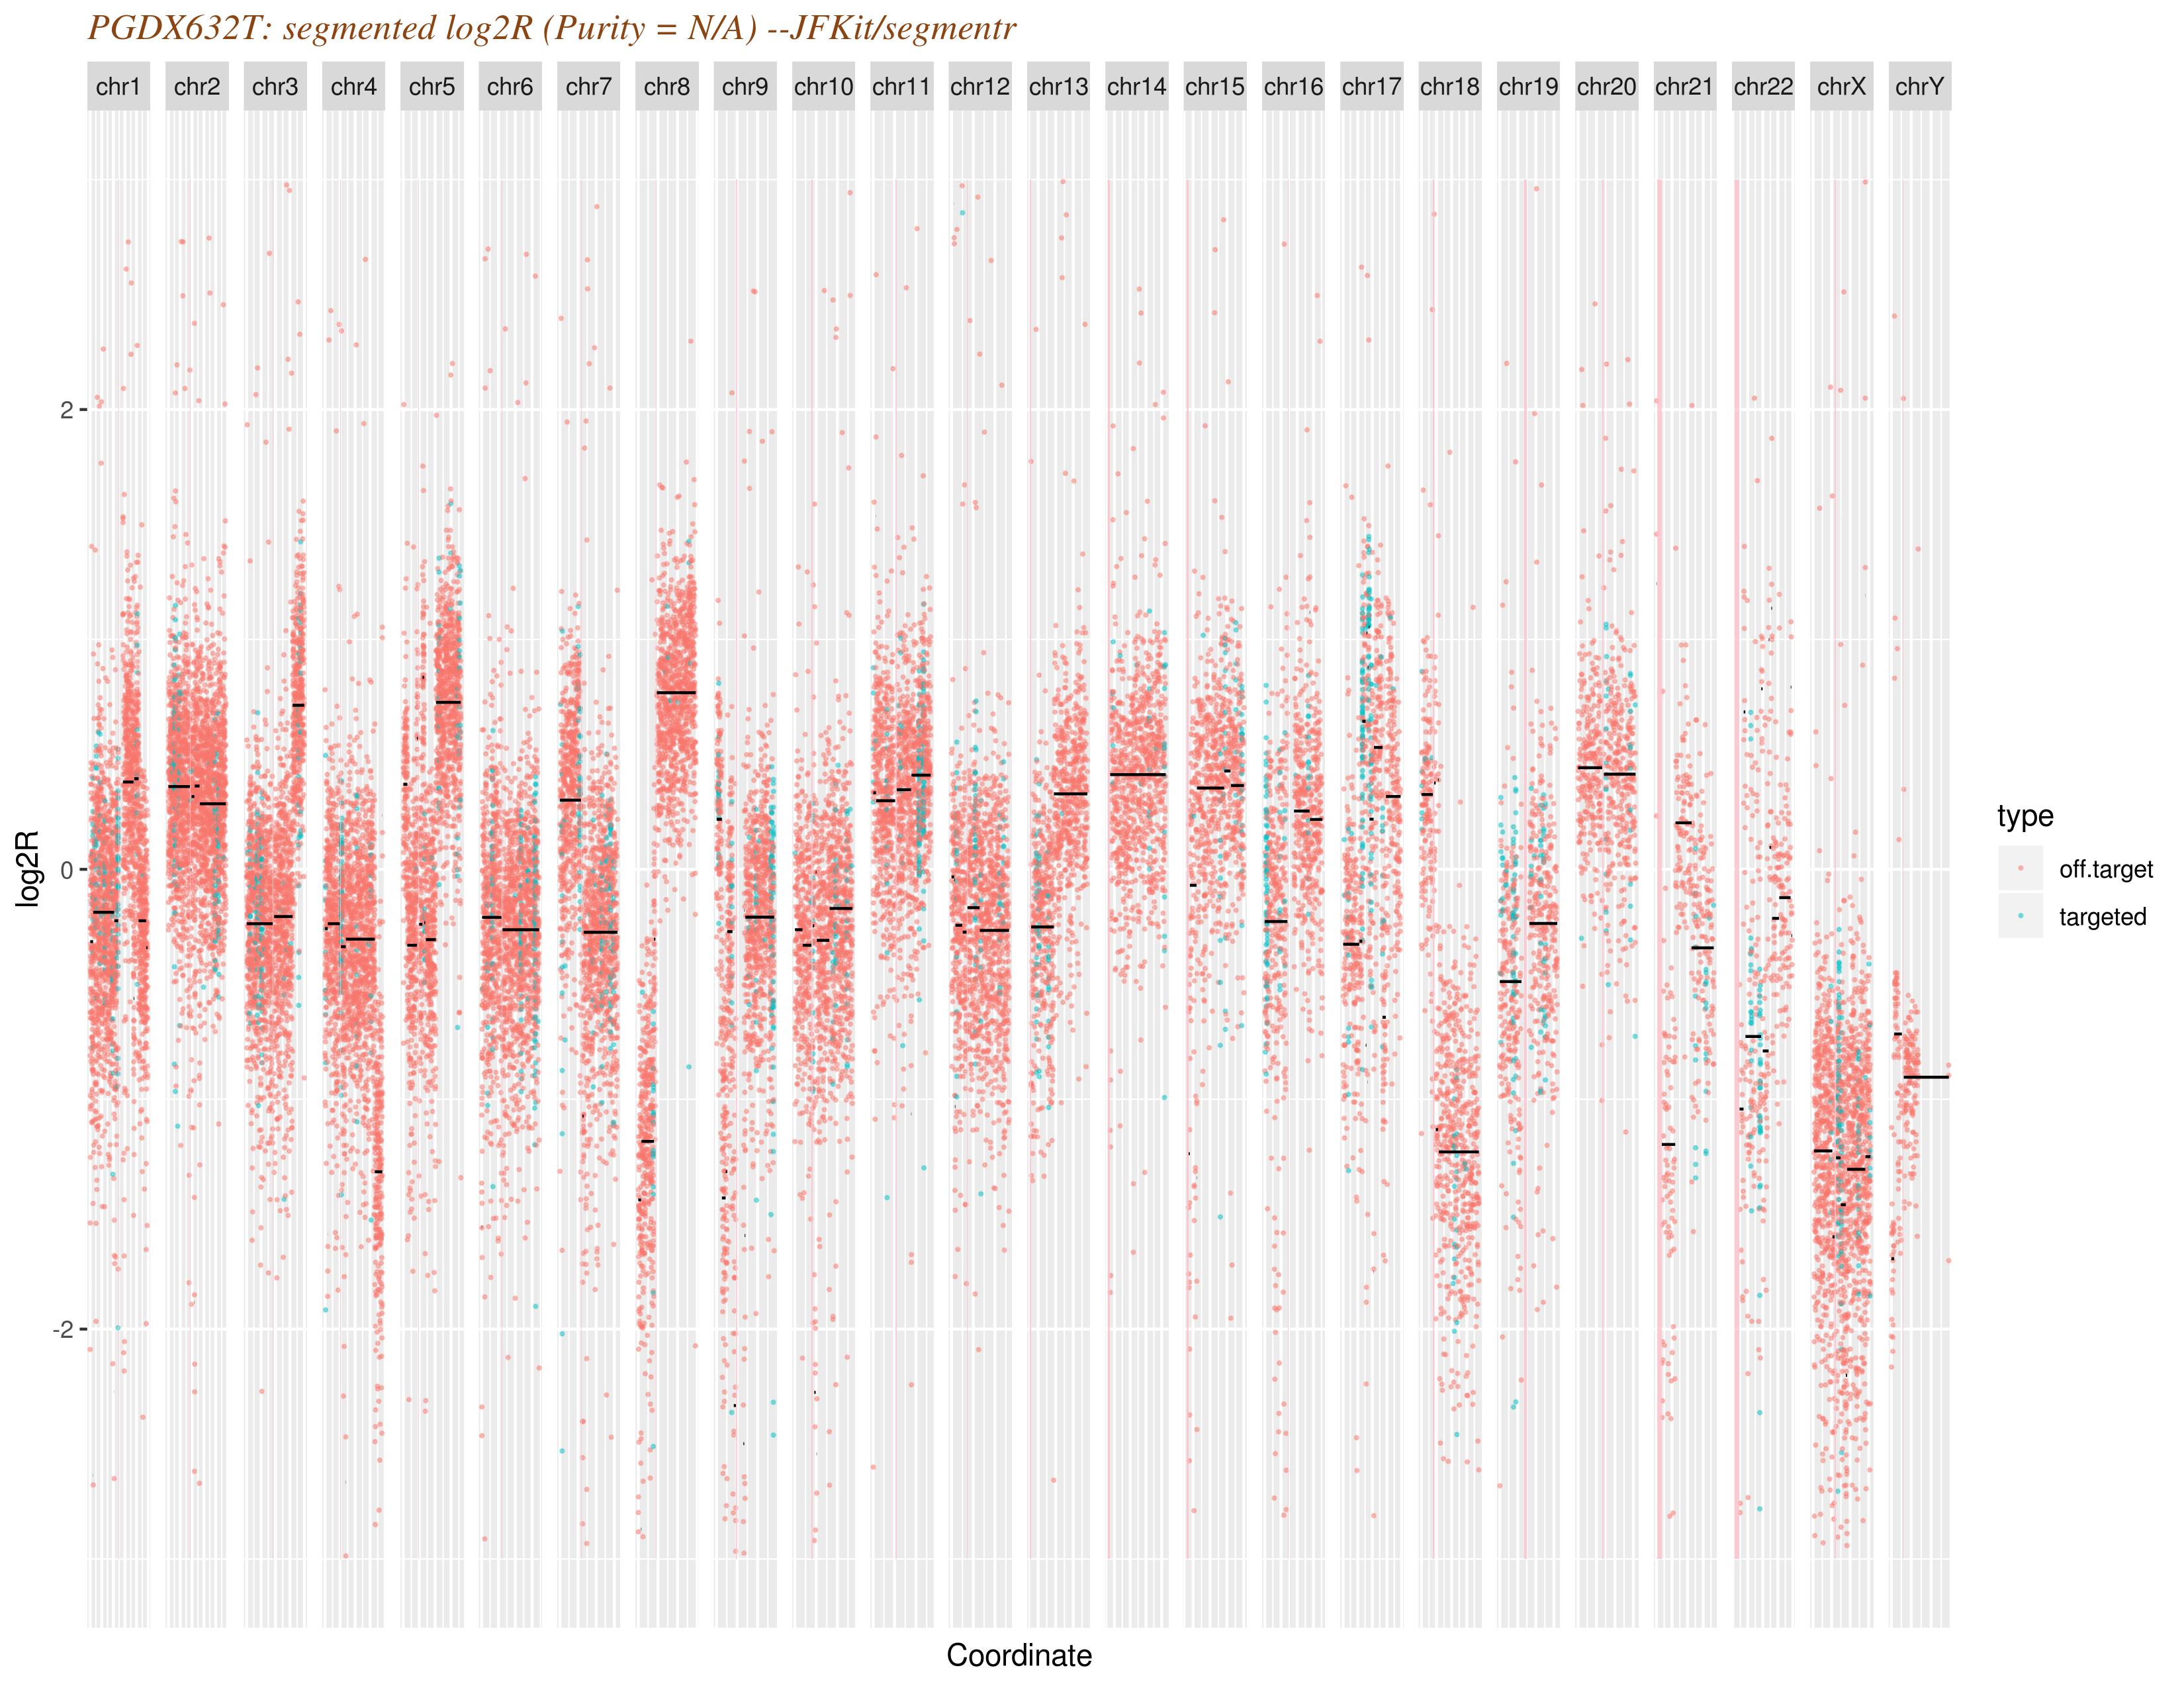 PGDX632T: segmented log2R (Purity = N/A) --JFKit/segmentr
chr1 chr2 chr3 chr4 chr5 chr6 chr7 chr8 chr9 chr10 chr11 chr12 chr13 chr14 chr15 chr16 chr17 chr18 chr19 chr20 chr21 chr22 chrX chrY
2
0
-2
log2R
Coordinate
type
off.target
targeted